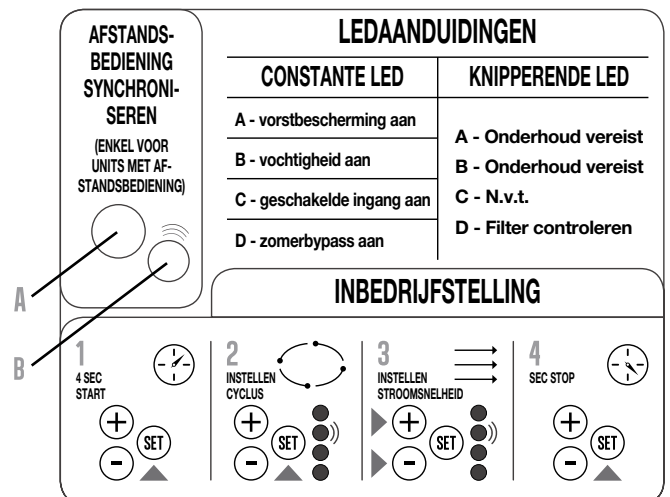 AFSTANDS-
BEDIENING
SYNCHRONI-
SEREN
(ENKEL VOOR
UNITS MET AF-
STANDSBEDIENING)
A
B
LEDAANDUIDINGEN
CONSTANTE LED
A - vorstbescherming aan
B - vochtigheid aan
C - geschakelde ingang aan
D - zomerbypass aan
KNIPPERENDE LED
A - Onderhoud vereist
B - Onderhoud vereist
C - N.v.t.
D - Filter controleren
INBEDRIJFSTELLING
1
4 SEC
START
+
SET
-
2
INSTELLEN
CYCLUS
+
SET
-
3
INSTELLEN
STROOMSNELHEID
+
SET
-
4
SEC STOP
+
SET
-